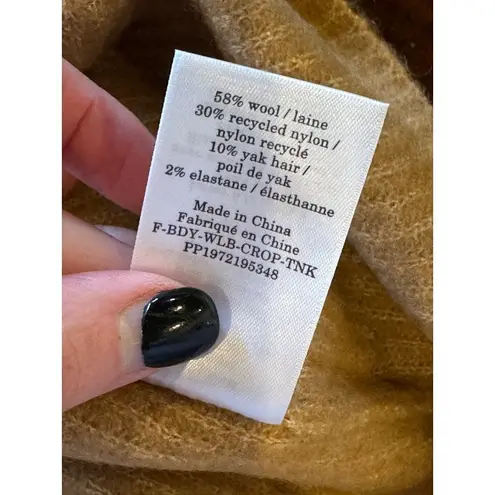 58% wool / laine
30% recycled nylon /
nylon recyclé
10% yak hair /
poil de yak
2% elastane / élasthanne
Made in China
Fabriqué en Chine
F-BDY-WLB-CROP-TNK
PP1972195348